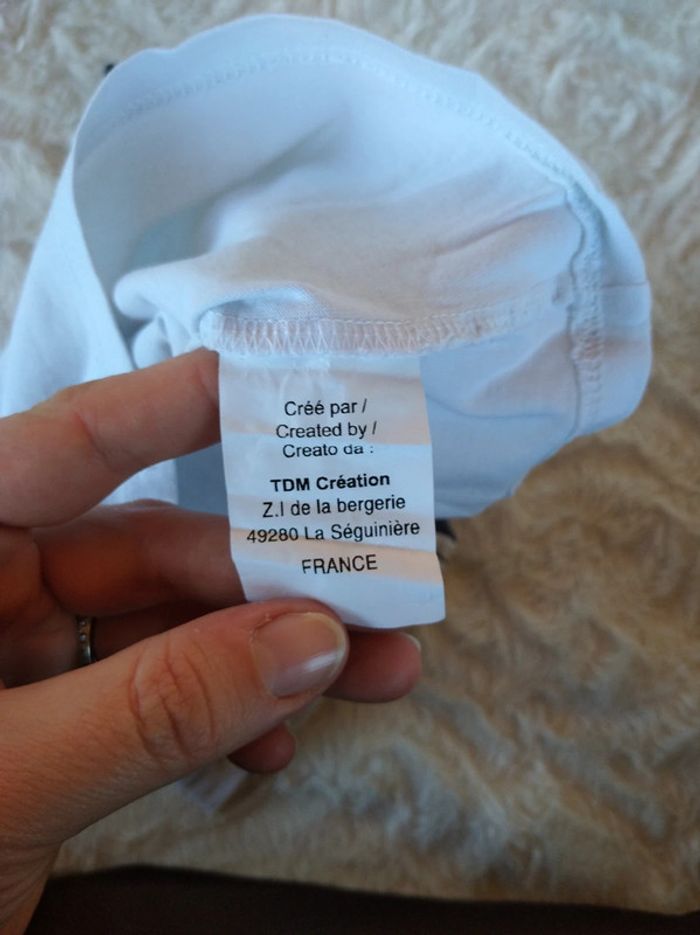 Créé par /
Created by /
Creato da :
TDM Création
Z.I de la bergerie
49280 La Séguinière
FRANCE